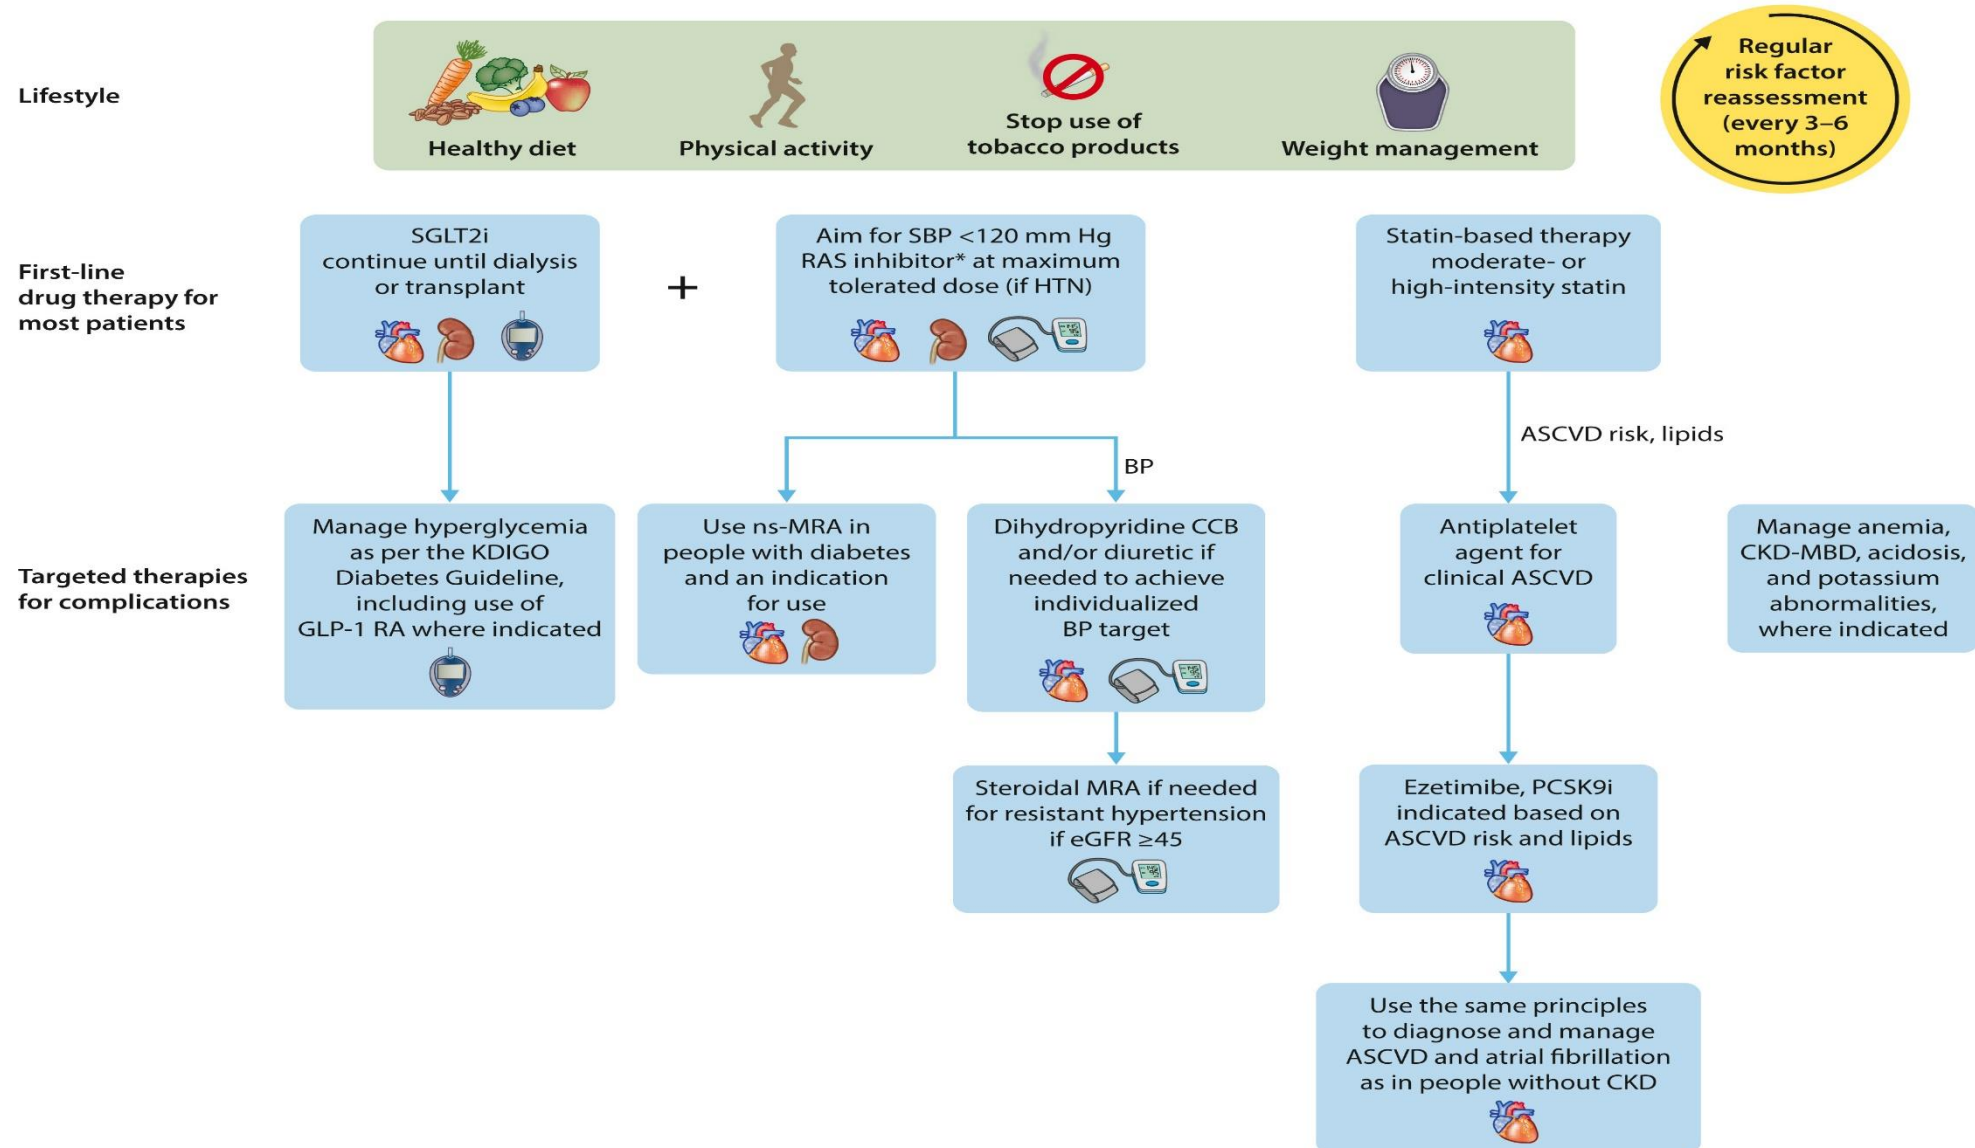 Lifestyle
Healthy diet
Physical activity
Stop use of
tobacco products
Weight management
Regular
risk factor
reassessment
(every 3–6
months)
First-line
drug therapy for
most patients
SGLT2i
continue until dialysis
or transplant
+
Aim for SBP <120 mm Hg
RAS inhibitor* at maximum
tolerated dose (if HTN)
Statin-based therapy
moderate- or
high-intensity statin
BP
ASCVD risk, lipids
Targeted therapies
for complications
Manage hyperglycemia
as per the KDIGO
Diabetes Guideline,
including use of
GLP-1 RA where indicated
Use ns-MRA in
people with diabetes
and an indication
for use
Dihydropyridine CCB
and/or diuretic if
needed to achieve
individualized
BP target
Antiplatelet
agent for
clinical ASCVD
Manage anemia,
CKD-MBD, acidosis,
and potassium
abnormalities,
where indicated
Steroidal MRA if needed
for resistant hypertension
if eGFR ≥45
Ezetimibe, PCSK9i
indicated based on
ASCVD risk and lipids
Use the same principles
to diagnose and manage
ASCVD and atrial fibrillation
as in people without CKD